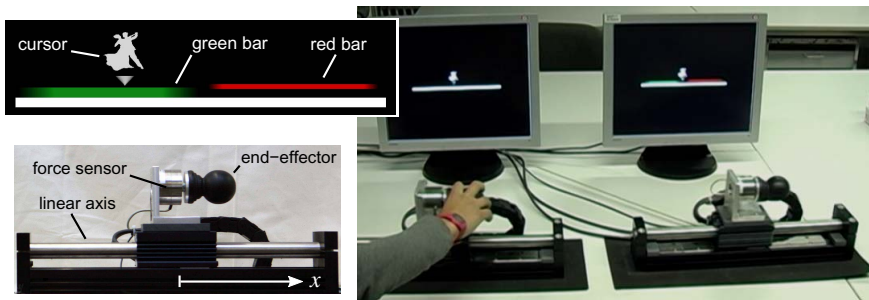 cursor
green bar
red bar
force sensor
end−effector
linear axis
x